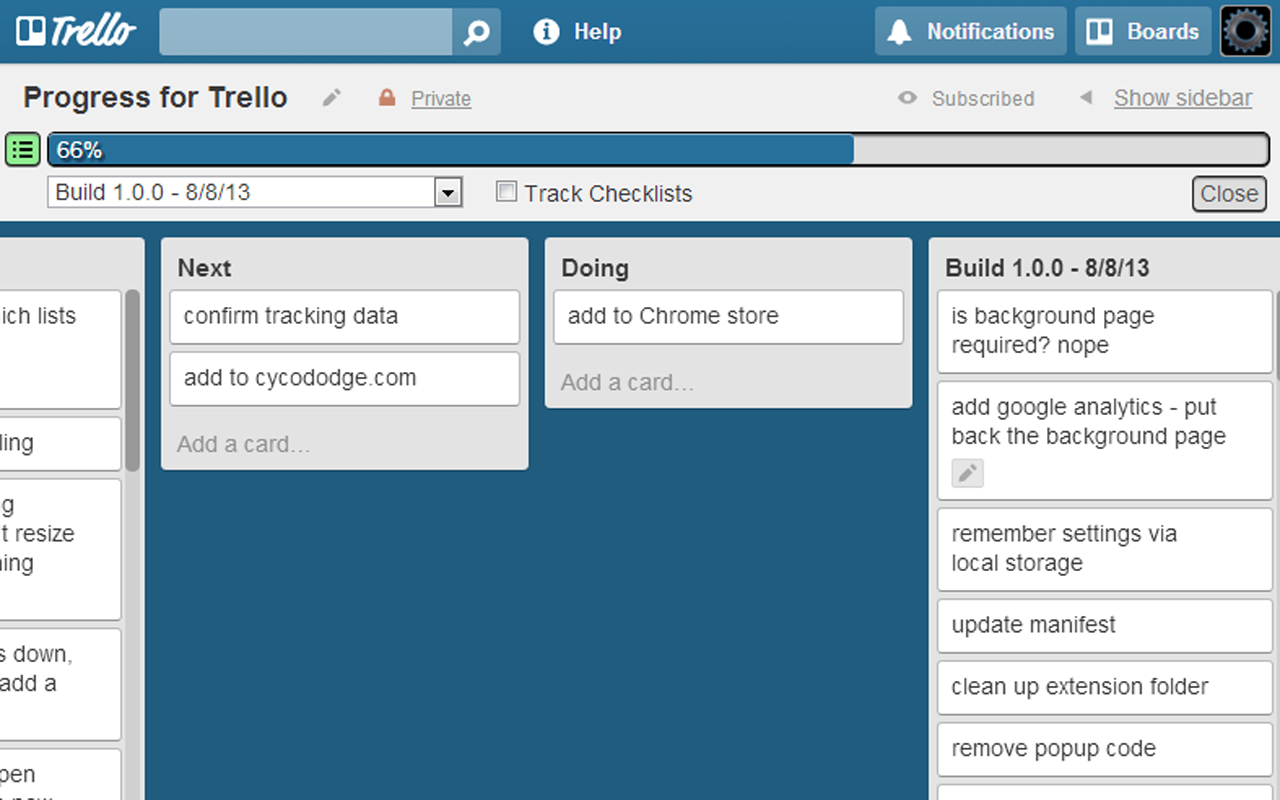 Trello
Help
Notifications
Boards
Progress for Trello
Private
Subscribed
Show sidebar
66%
Build 1.0.0 - 8/8/13
Track Checklists
Close
ich lists
ling
g
t resize
s down,
add a
pen
Next
confirm tracking data
add to cycododge.com
Add a card…
Doing
add to Chrome store
Add a card…
Build 1.0.0 - 8/8/13
is background page
required? nope
add google analytics - put
back the background page
remember settings via
local storage
update manifest
clean up extension folder
remove popup code